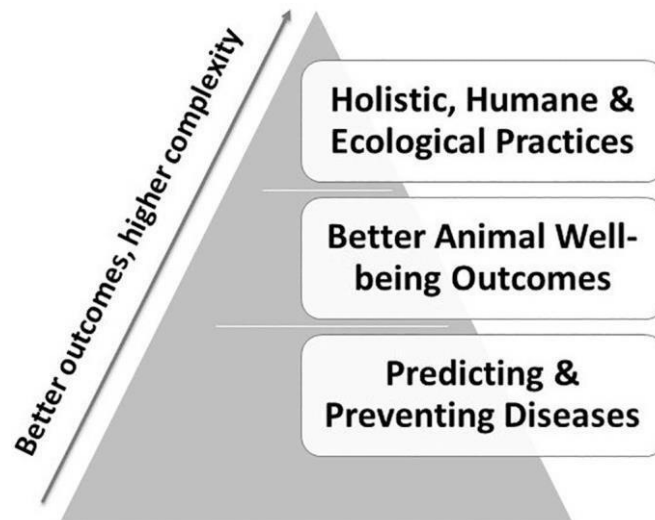 Better outcomes, higher complexity
Holistic, Humane &
Ecological Practices
Better Animal Well-
being Outcomes
Predicting &
Preventing Diseases